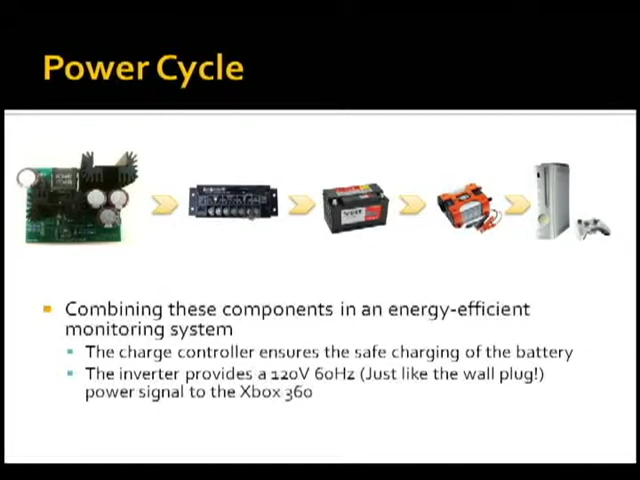 Power Cycle
Combining these components in an energy-efficient
monitoring system
The charge controller ensures the safe charging of the battery
The inverter provides a 120V 60Hz (Just like the wall plug!)
power signal to the Xbox 360